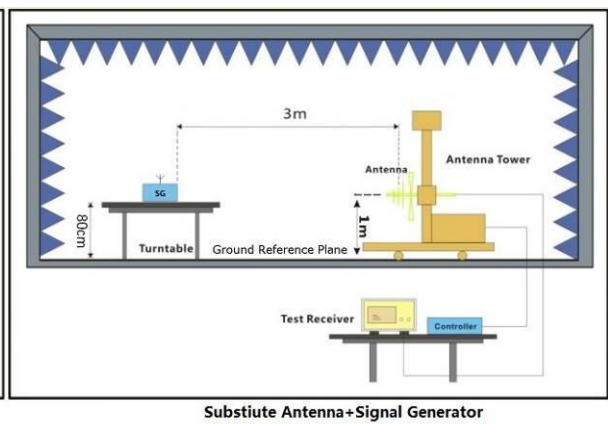 3m
Antenna
Antenna Tower
SG
80cm
1m
Turntable
Ground Reference Plane
Test Receiver
Controller
Substiute Antenna+Signal Generator